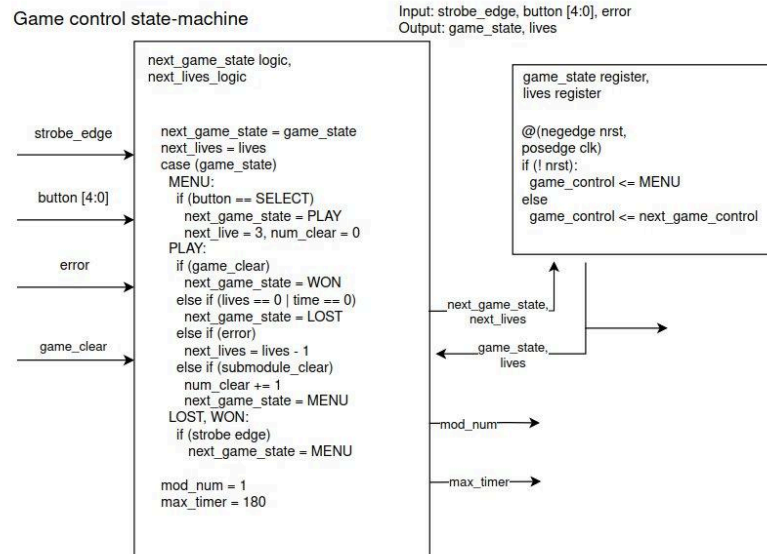 Game control state-machine
Input: strobe_edge, button [4:0], error
Output: game_state, lives
next_game_state logic,
next_lives_logic
next_game_state = game_state
next_lives = lives
case (game_state)
MENU:
if (button == SELECT)
next_game_state = PLAY
next_live = 3, num_clear = 0
PLAY:
if (game_clear)
next_game_state = WON
else if (lives == 0 | time == 0)
next_game_state = LOST
else if (error)
next_lives = lives - 1
else if (submodule_clear)
num_clear += 1
next_game_state = MENU
LOST, WON:
if (strobe edge)
next_game_state = MENU
mod_num = 1
max_timer = 180
strobe_edge
button [4:0]
error
game_clear
game_state register,
lives register
@(negedge nrst,
posedge clk)
if (! nrst):
game_control <= MENU
else
game_control <= next_game_control
next_game_state,
next_lives
game_state,
lives
mod_num
max_timer